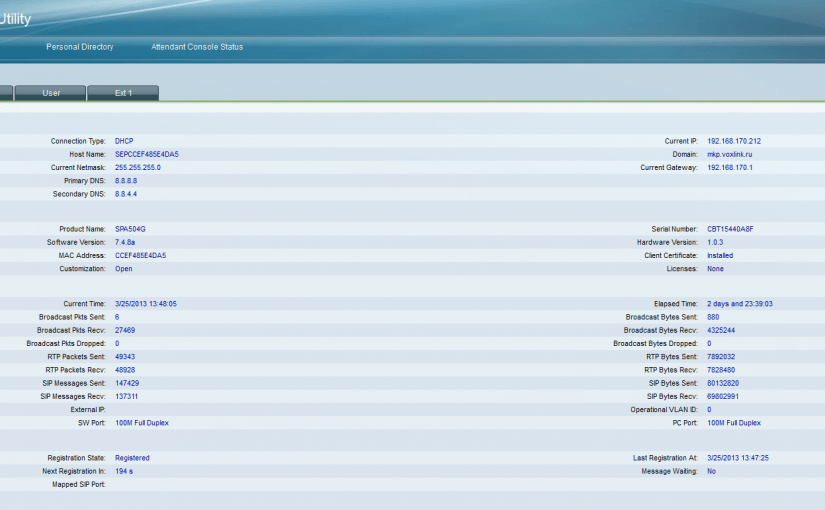 Utility
Personal Directory Attendant Console Status
User Ext 1
Connection Type: DHCP Current IP: 192.168.170.212
Host Name: SEPCCEF485E4DA5 Domain: mkp.voxlink.ru
Current Netmask: 255.255.255.0 Current Gateway: 192.168.170.1
Primary DNS: 8.8.8.8
Secondary DNS: 8.8.4.4
Product Name: SPA504G Serial Number: CBT15440A8F
Software Version: 7.4.8a Hardware Version: 1.0.3
MAC Address: CCEF485E4DA5 Client Certificate: Installed
Customization: Open Licenses: None
Current Time: 3/25/2013 13:48:05 Elapsed Time: 2 days and 23:39:03
Broadcast Pkts Sent: 6 Broadcast Bytes Sent: 880
Broadcast Pkts Recv: 27469 Broadcast Bytes Recv: 4325244
Broadcast Pkts Dropped: 0 Broadcast Bytes Dropped: 0
RTP Packets Sent: 49343 RTP Bytes Sent: 7892032
RTP Packets Recv: 48928 RTP Bytes Recv: 7828480
SIP Messages Sent: 147429 SIP Bytes Sent: 80132820
SIP Messages Recv: 137311 SIP Bytes Recv: 69802991
External IP: Operational VLAN ID: 0
SW Port: 100M Full Duplex PC Port: 100M Full Duplex
Registration State: Registered Last Registration At: 3/25/2013 13:47:25
Next Registration In: 194 s Message Waiting: No
Mapped SIP Port: